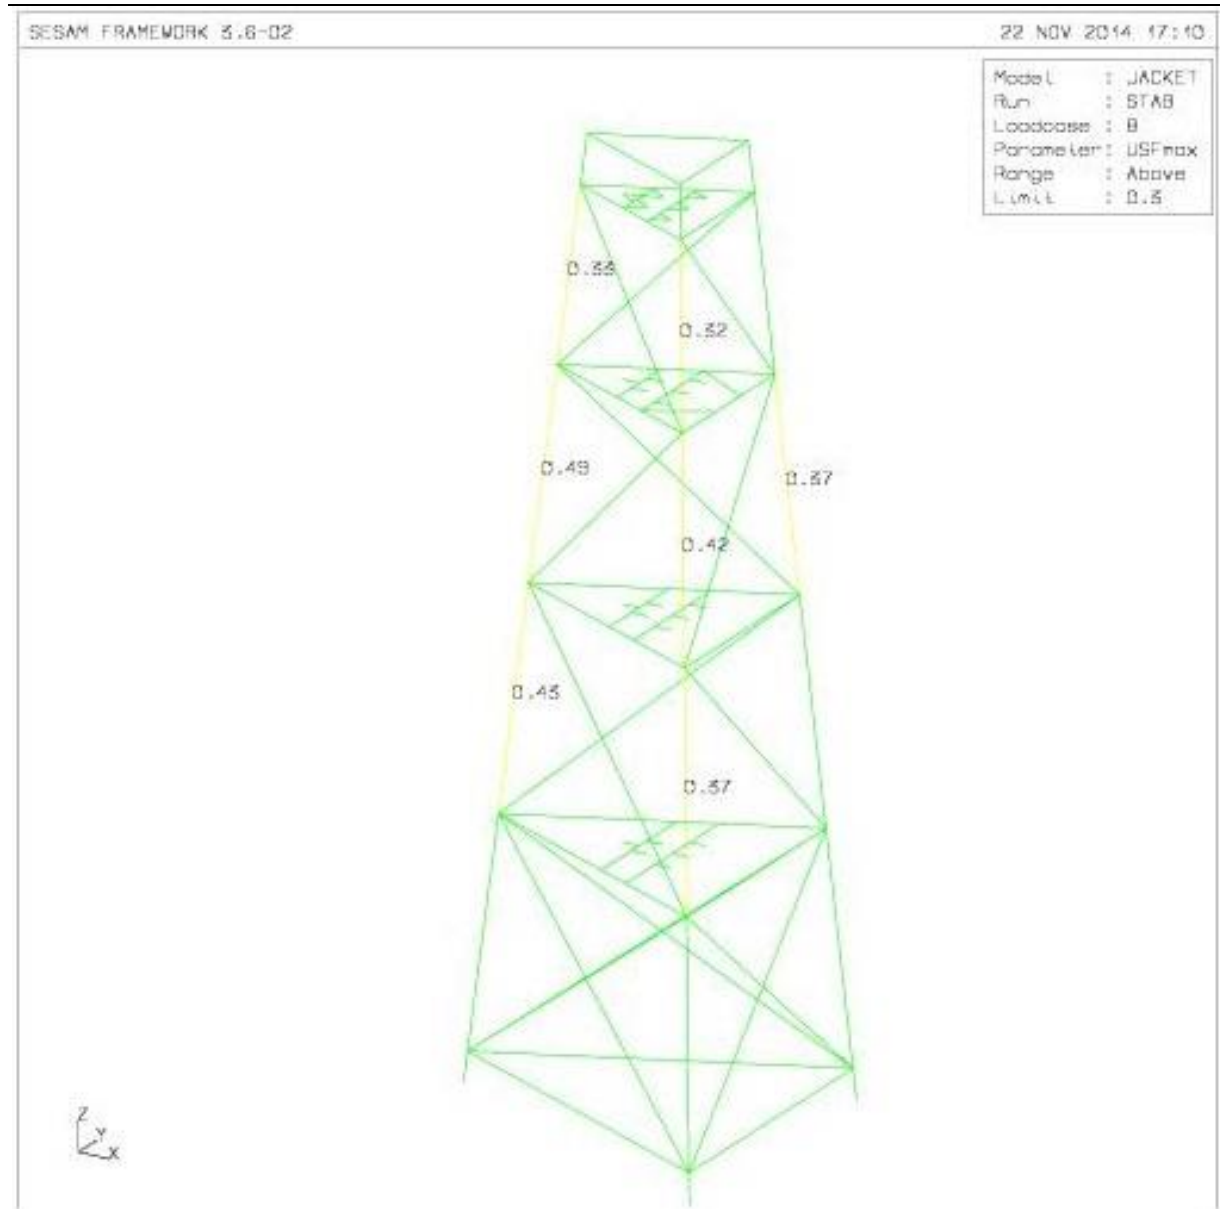 SESAM FRAMEWORK 3.6-02
22 NOV 2014 17:10
Model : JACKET
Run : STAB
Loadcase : 8
Parameter: USFmax
Range : Above
Limit : 0.3
0.33
0.32
0.49
0.37
0.42
0.43
0.37
Z
Y
X